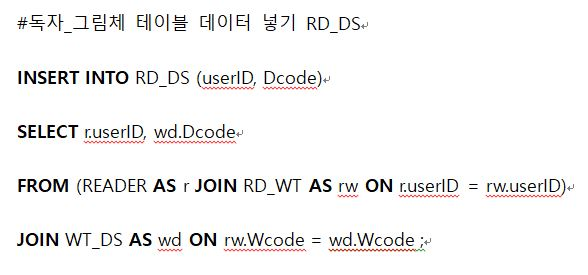 #독자_그림체 테이블 데이터 넣기 RD_DS
INSERT INTO RD_DS (userID, Dcode)
SELECT r.userID, wd.Dcode
FROM (READER AS r JOIN RD_WT AS rw ON r.userID = rw.userID)
JOIN WT_DS AS wd ON rw.Wcode = wd.Wcode ;